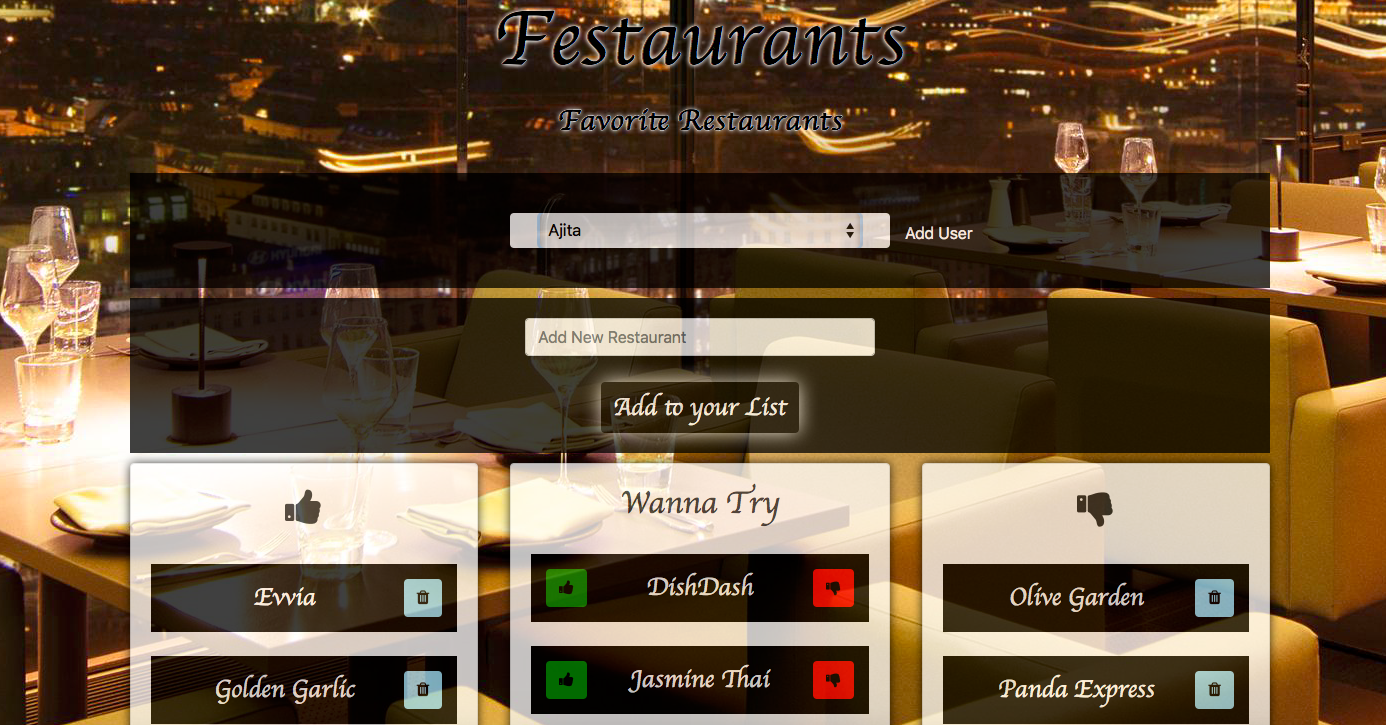 Festaurants
Favorite Restaurants
Ajita
Add User
Add New Restaurant
Add to your List
Wanna Try
Evvia
DishDash
Olive Garden
Golden Garlic
Jasmine Thai
Panda Express